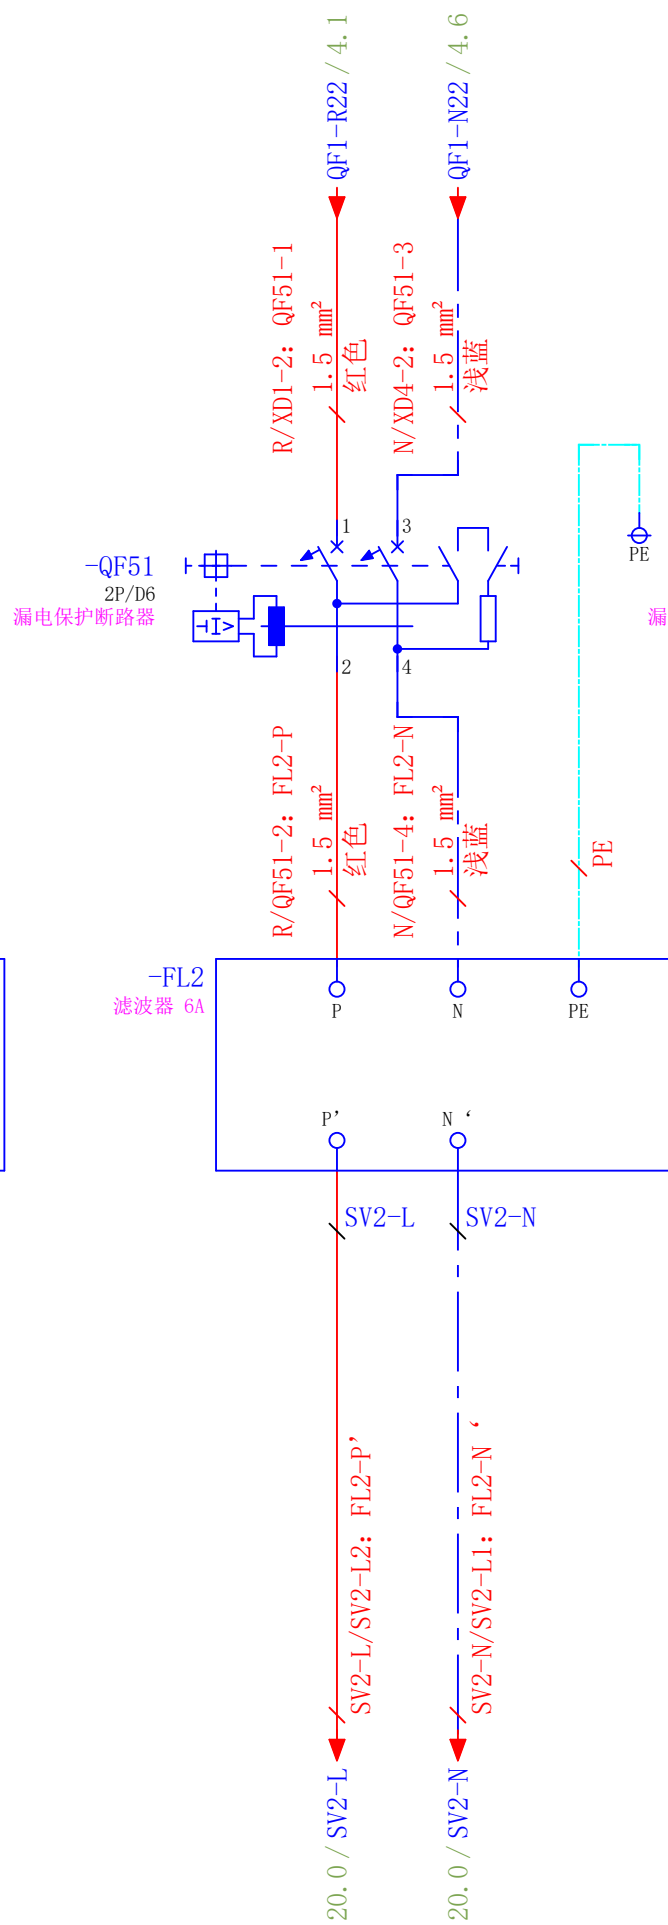 QF1-R22/4.1
QF1-N22/4.6
R/XD1-2: QF51-1
1.5 mm²
红色
N/XD4-2: QF51-3
1.5 mm²
浅蓝
1
3
PE
-QF51
2P/D6
漏电保护断路器
漏
2
4
R/QF51-2: FL2-P
1.5 mm²
红色
N/QF51-4: FL2-N
1.5 mm²
浅蓝
PE
-FL2
滤波器 6A
P
N
PE
P’
N ‘
SV2-L
SV2-N
SV2-L/SV2-L2: FL2-P’
SV2-N/SV2-L1: FL2-N ‘
20.0/SV2-L
20.0/SV2-N